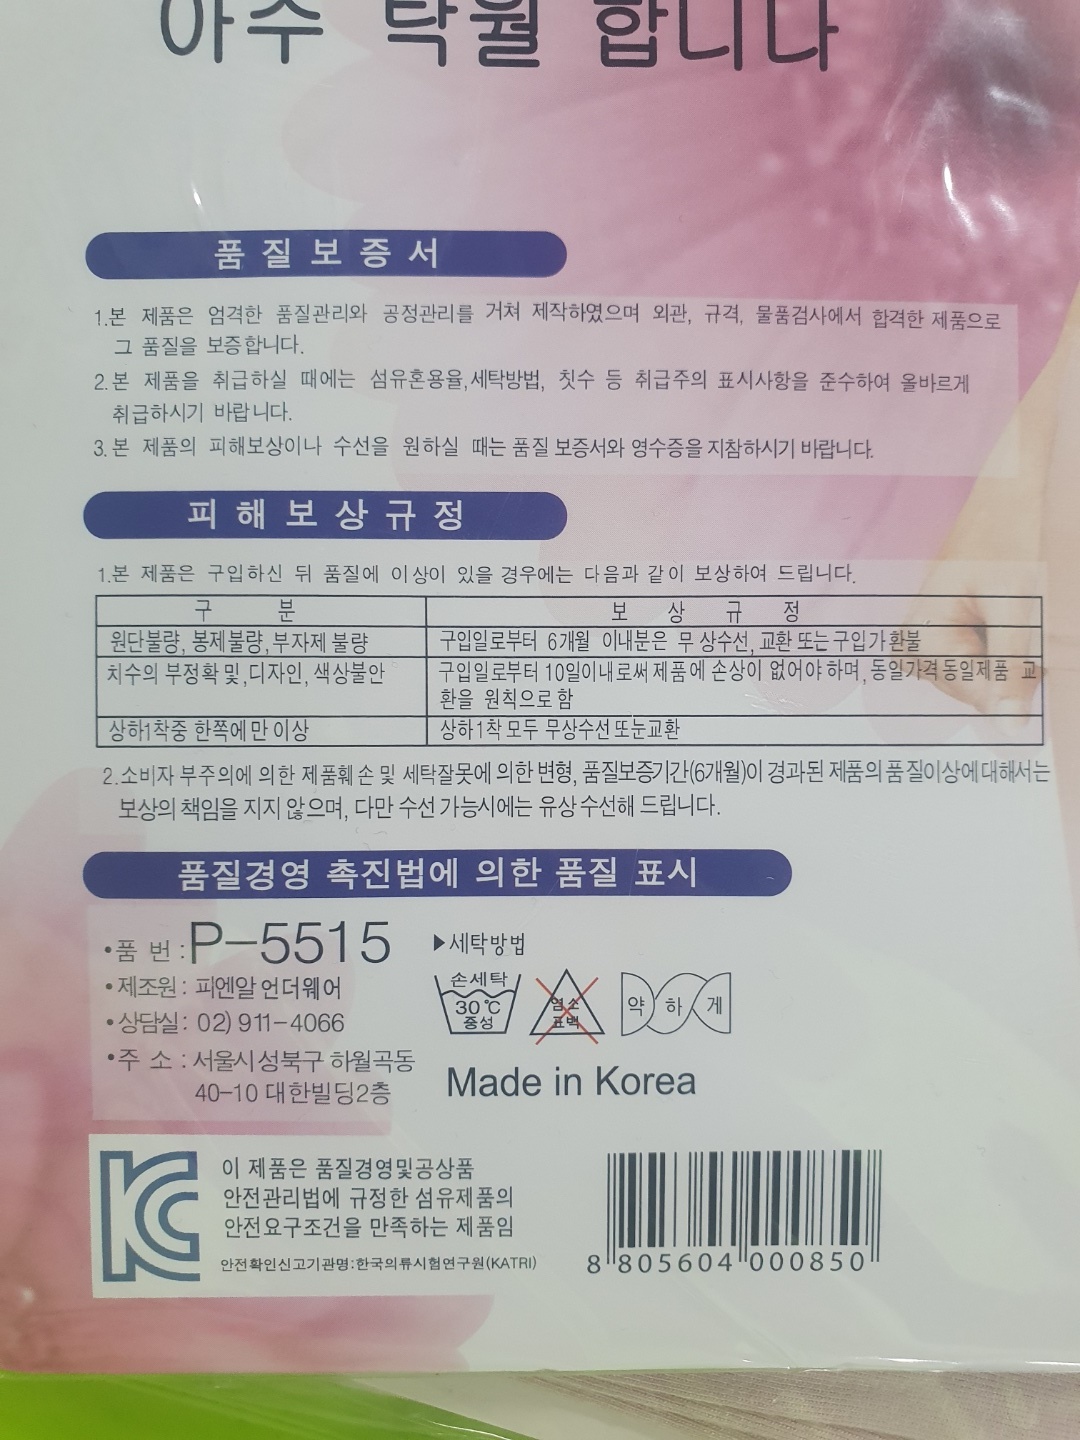 아주 탁월 합니다
품질보증서
1.본 제품은 엄격한 품질관리와 공정관리를 거쳐 제작하였으며 외관, 규격, 물품검사에서 합격한 제품으로
그 품질을 보증합니다.
2.본 제품을 취급하실 때에는 섬유혼용율,세탁방법, 칫수 등 취급주의 표시사항을 준수하여 올바르게
취급하시기 바랍니다.
3.본 제품의 피해보상이나 수선을 원하실 때는 품질 보증서와 영수증을 지참하시기 바랍니다.
피해보상규정
1.본 제품은 구입하신 뒤 품질에 이상이 있을 경우에는 다음과 같이 보상하여 드립니다.
구 분 보 상 규 정
원단불량, 봉제불량,부자제 불량 구입일로부터 6개월 이내분은 무 상수선, 교환 또는 구입가 환불
치수의 부정확 및,디자인, 색상불안 구입일로부터 10일이내로써 제품에 손상이 없어야 하며, 동일가격 동일제품 교
환을 원칙으로 함
상하1착중 한쪽에만 이상 상하1착 모두 무상수선 또눈교환
2.소비자 부주의에 의한 제품훼손 및 세탁잘못에 의한 변형, 품질보증기간(6개월)이 경과된 제품의 품질이상에대해서는
보상의 책임을 지지 않으며, 다만 수선 가능시에는 유상 수선해 드립니다.
품질경영 촉진법에 의한 품질 표시
•품 번 : P-5515
•제조원 : 피엔알 언더웨어
•상담실 : 02) 911-4066
•주 소 : 서울시 성북구 하월곡동
40-10 대한빌딩2층
▶세탁방법
손세탁
30℃
중성
염소
표백
약 하 게
Made in Korea
이 제품은 품질경영및공상품
안전관리법에 규정한 섬유제품의
안전요구조건을 만족하는 제품임
안전확인신고기관명:한국의류시험연구원(KATRI)
8 805604 000850